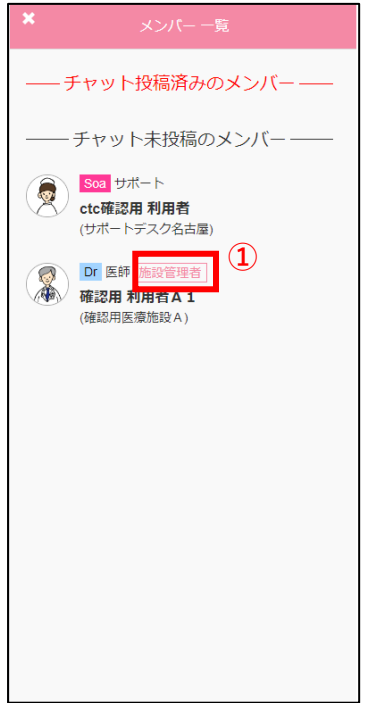 × メンバー 一覧
チャット投稿済みのメンバー
チャット未投稿のメンバー
Soa サポート
ctc確認用 利用者
(サポートデスク名古屋)
①
Dr 医師 施設管理者
確認用 利用者A１
(確認用医療施設A)